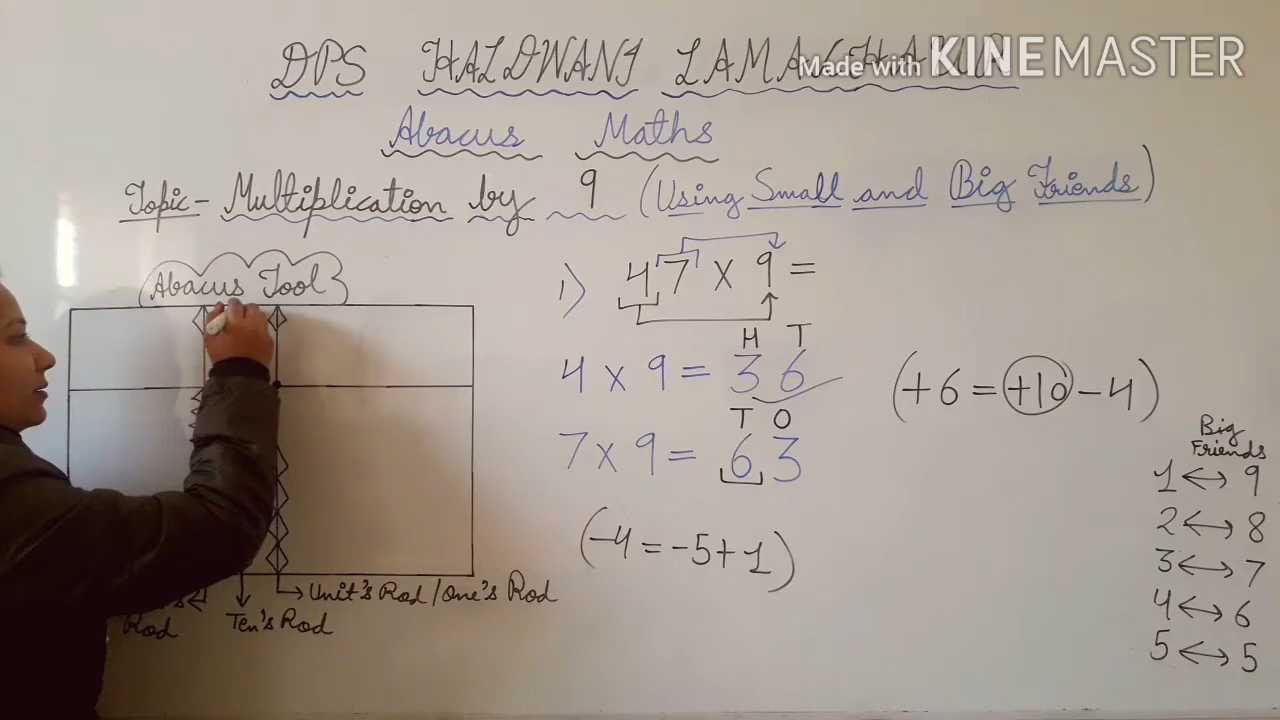 DPS HALDWANI
Made with KINEMASTER
Abacus Maths
Topic- Multiplication by 9 (Using Small and Big Friends)
Abacus Tool
1) 47 x 9 =
H T
4 x 9 = 36
(+6 = +10 - 4)
T O
7 x 9 = 63
(-4 = -5+1)
Big
Friends
1 ↔ 9
2 ↔ 8
3 ↔ 7
4 ↔ 6
5 ↔ 5
→ Unit's Rod/One's Rod
Rod
Ten's Rod